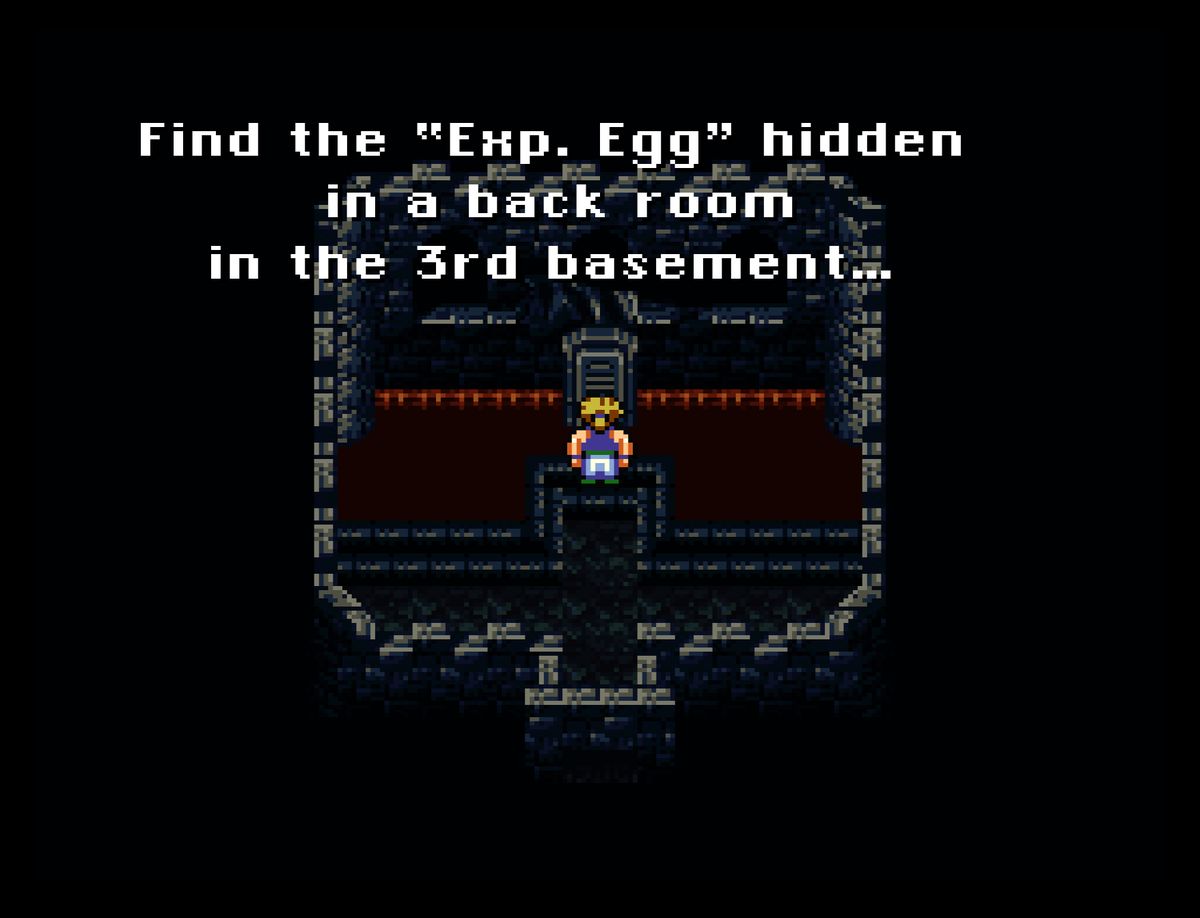 Find the “Exp. Egg” hidden
in a back room
in the 3rd basement…